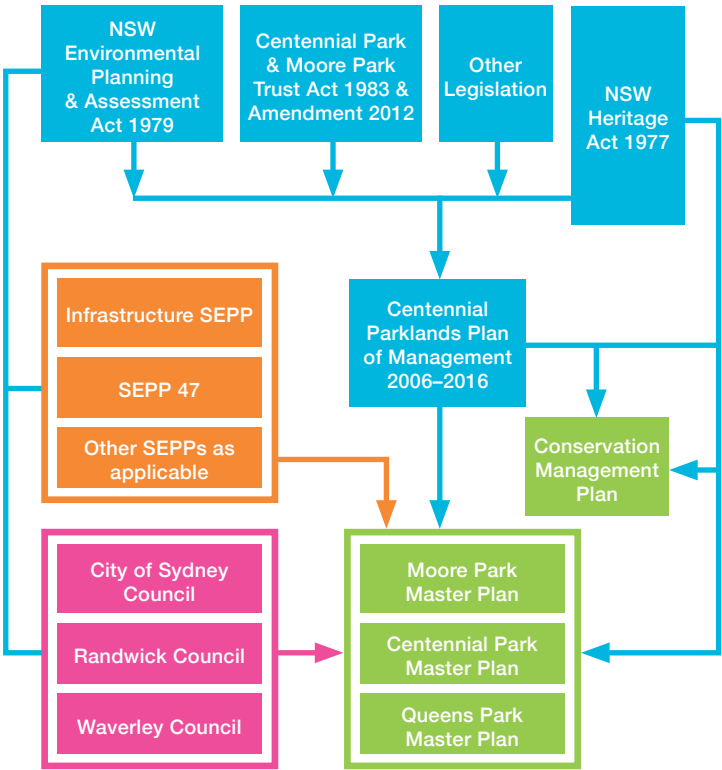 NSW
Environmental
Planning
& Assessment
Act 1979
Centennial Park
& Moore Park
Trust Act 1983 &
Amendment 2012
Other
Legislation
NSW
Heritage
Act 1977
Infrastructure SEPP
SEPP 47
Other SEPPs as
applicable
Centennial
Parklands Plan
of Management
2006–2016
Conservation
Management
Plan
City of Sydney
Council
Randwick Council
Waverley Council
Moore Park
Master Plan
Centennial Park
Master Plan
Queens Park
Master Plan